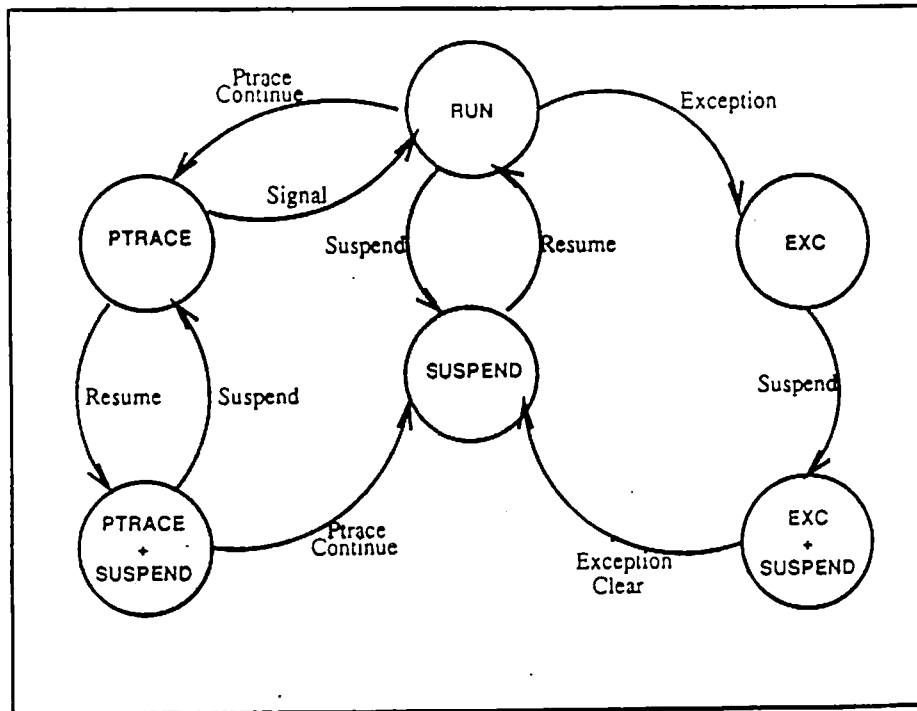 Ptrace
Continue
RUN
Exception
Signal
PTRACE
Suspend
Resume
EXC
SUSPEND
Resume
Suspend
Suspend
PTRACE
+
SUSPEND
Ptrace
Continue
Exception
Clear
EXC
+
SUSPEND